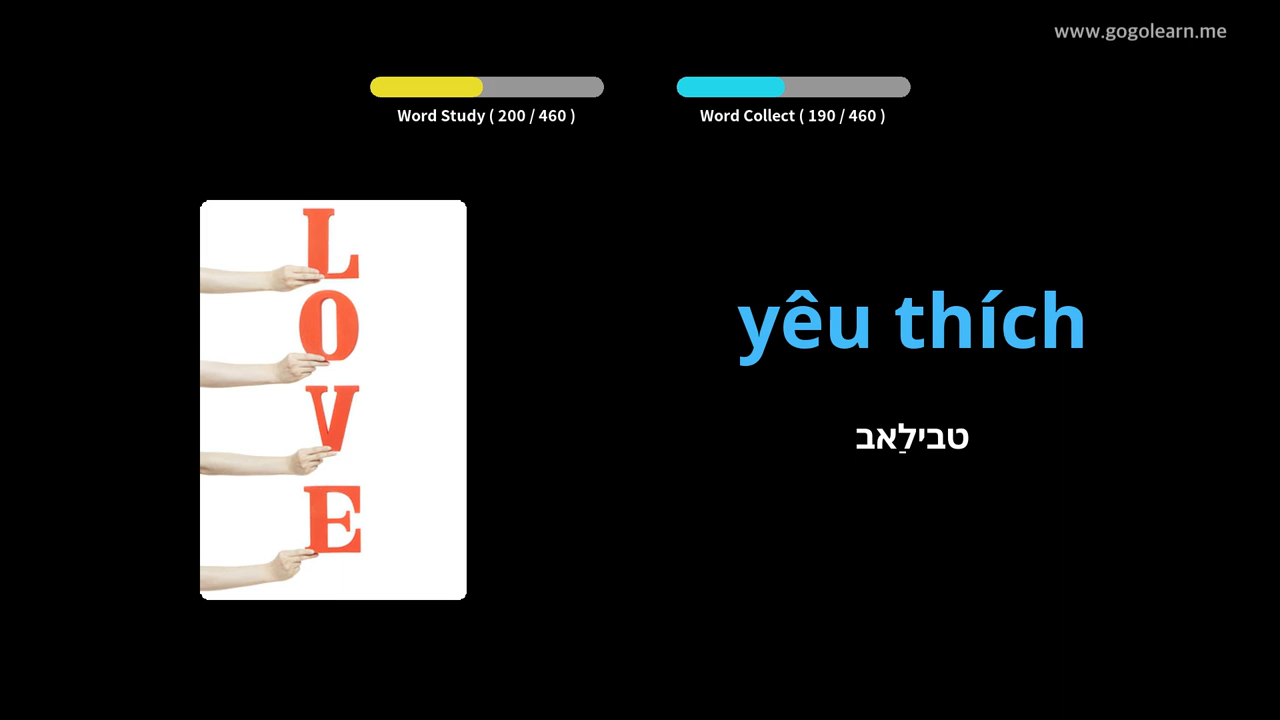 www.gogolearn.me
Word Study ( 200 / 460 )
Word Collect ( 190 / 460 )
L
O
V
E
yêu thích
טבילַאב